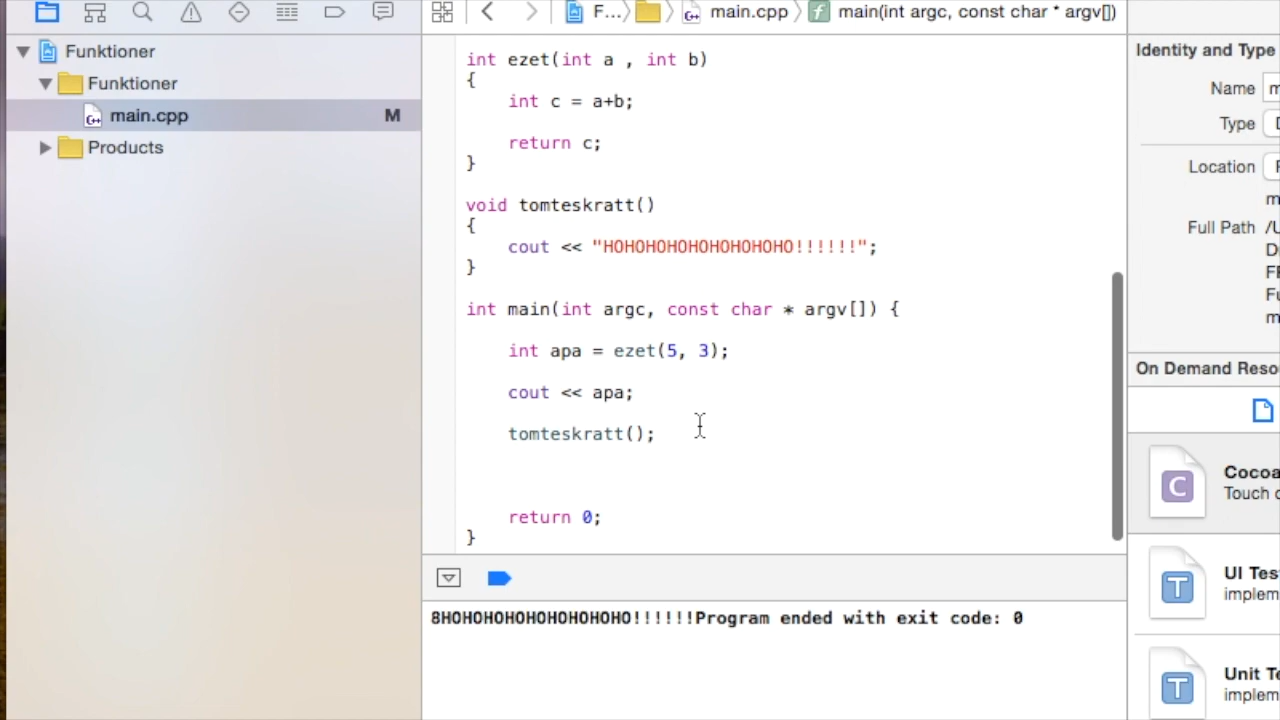 Funktioner
Funktioner
main.cpp M
Products
F... main.cpp main(int argc, const char * argv[])
int ezet(int a , int b)
{
int c = a+b;
return c;
}
void tomteskratt()
{
cout << "HOHOHOHOHOHOHOHOHO!!!!!!";
}
int main(int argc, const char * argv[]) {
int apa = ezet(5, 3);
cout << apa;
tomteskratt();
return 0;
}
8HOHOHOHOHOHOHOHOHO!!!!!!Program ended with exit code: 0
Identity and Type
Name m
Type D
Location
m
Full Path /U
D
FE
Fu
m
On Demand Reso
C
Cocoa
Touch c
T
UI Tes
implem
T
Unit Te
implem